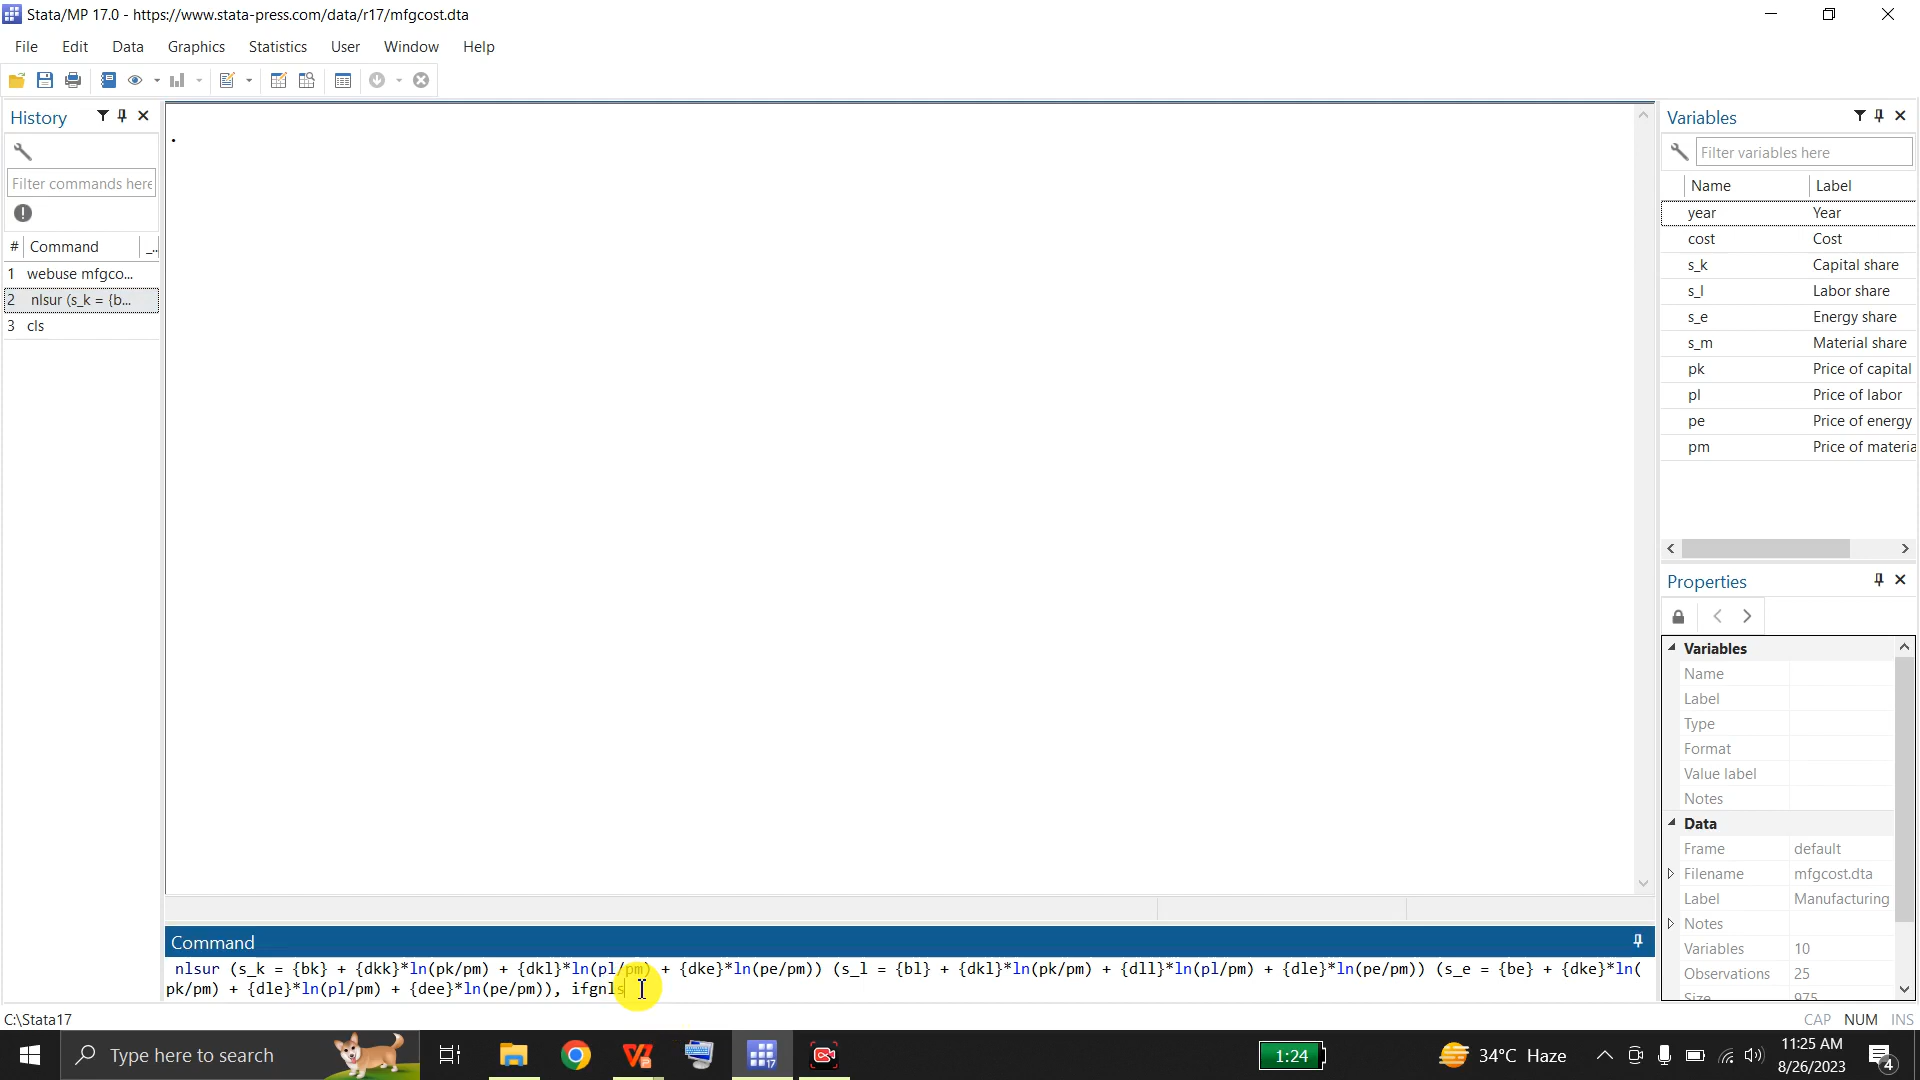 Stata/MP 17.0 - https://www.stata-press.com/data/r17/mfgcost.dta
File Edit Data Graphics Statistics User Window Help
History
Filter commands here
# Command _..
1 webuse mfgco...
2 nlsur (s_k = {b...
3 cls
.
Variables
Filter variables here
Name Label
year Year
cost Cost
s_k Capital share
s_l Labor share
s_e Energy share
s_m Material share
pk Price of capital
pl Price of labor
pe Price of energy
pm Price of materia
Properties
Variables
Name
Label
Type
Format
Value label
Notes
Data
Frame default
Filename mfgcost.dta
Label Manufacturing
Notes
Variables 10
Observations 25
Size 975
Command
nlsur (s_k = {bk} + {dkk}*ln(pk/pm) + {dkl}*ln(pl/pm) + {dke}*ln(pe/pm)) (s_l = {bl} + {dkl}*ln(pk/pm) + {dll}*ln(pl/pm) + {dle}*ln(pe/pm)) (s_e = {be} + {dke}*ln(
pk/pm) + {dle}*ln(pl/pm) + {dee}*ln(pe/pm)), ifgnls
C:\Stata17
CAP NUM INS
Type here to search
17
1:24
34°C Haze
11:25 AM
8/26/2023
4